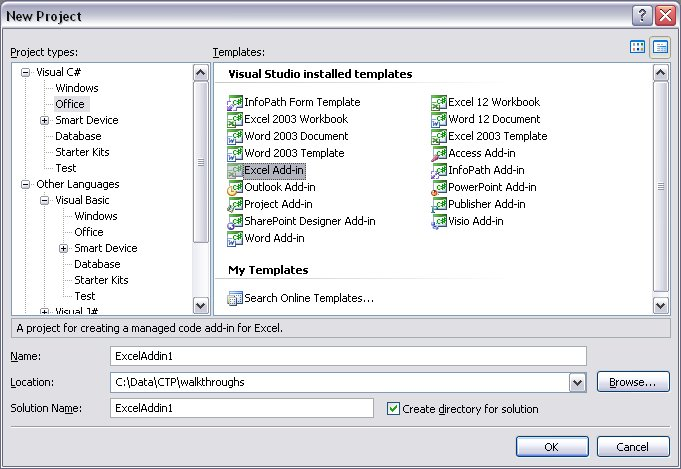 New Project
Project types:
Templates:
Visual C#
Windows
Office
Smart Device
Database
Starter Kits
Test
Other Languages
Visual Basic
Windows
Office
Smart Device
Database
Starter Kits
Test
Visual J#
Visual Studio installed templates
InfoPath Form Template
Excel 2003 Workbook
Word 2003 Document
Word 2003 Template
Excel Add-in
Outlook Add-in
Project Add-in
SharePoint Designer Add-in
Word Add-in
Excel 12 Workbook
Word 12 Document
Excel 2003 Template
Access Add-in
InfoPath Add-in
PowerPoint Add-in
Publisher Add-in
Visio Add-in
My Templates
Search Online Templates...
A project for creating a managed code add-in for Excel.
Name:
ExcelAddin1
Location:
C:\Data\CTP\walkthroughs
Browse...
Solution Name:
ExcelAddin1
Create directory for solution
OK
Cancel